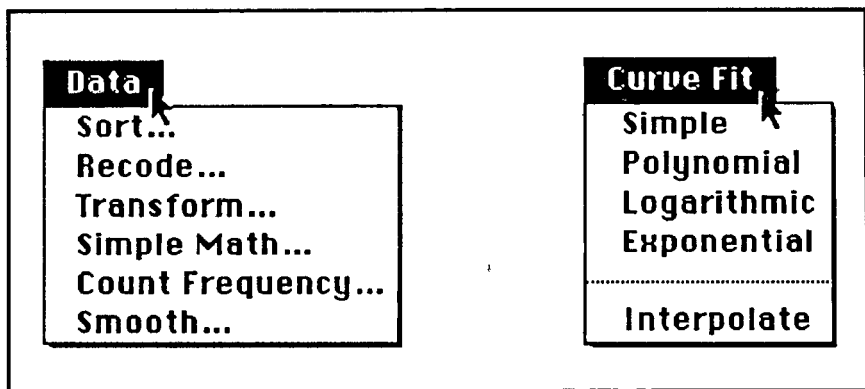 Data
Sort...
Recode...
Transform...
Simple Math...
Count Frequency...
Smooth...
Curve Fit
Simple
Polynomial
Logarithmic
Exponential
Interpolate